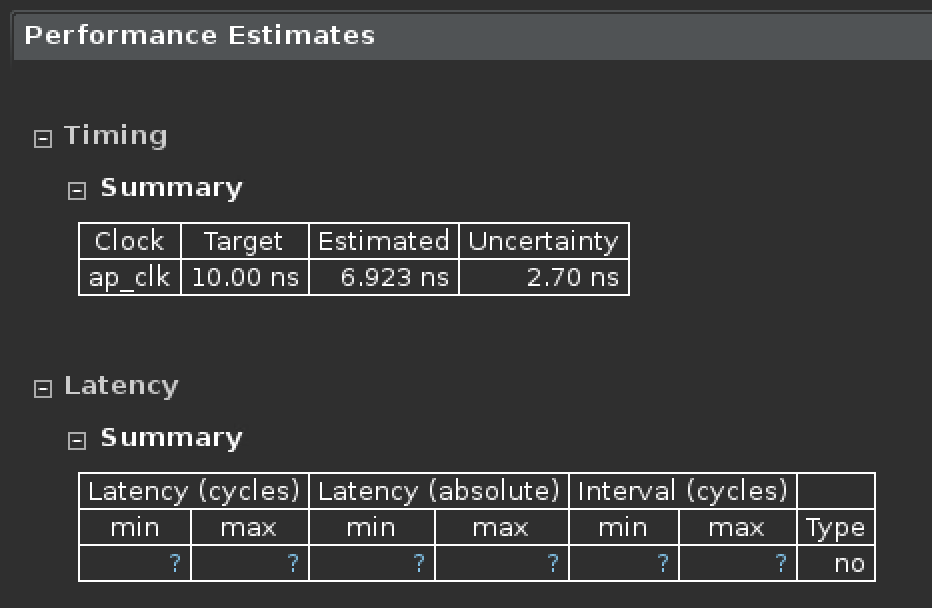 Performance Estimates
Timing
Summary
Clock Target Estimated Uncertainty
ap_clk 10.00 ns 6.923 ns 2.70 ns
Latency
Summary
Latency (cycles) Latency (absolute) Interval (cycles)
min max min max min max Type
? ? ? ? ? ? no